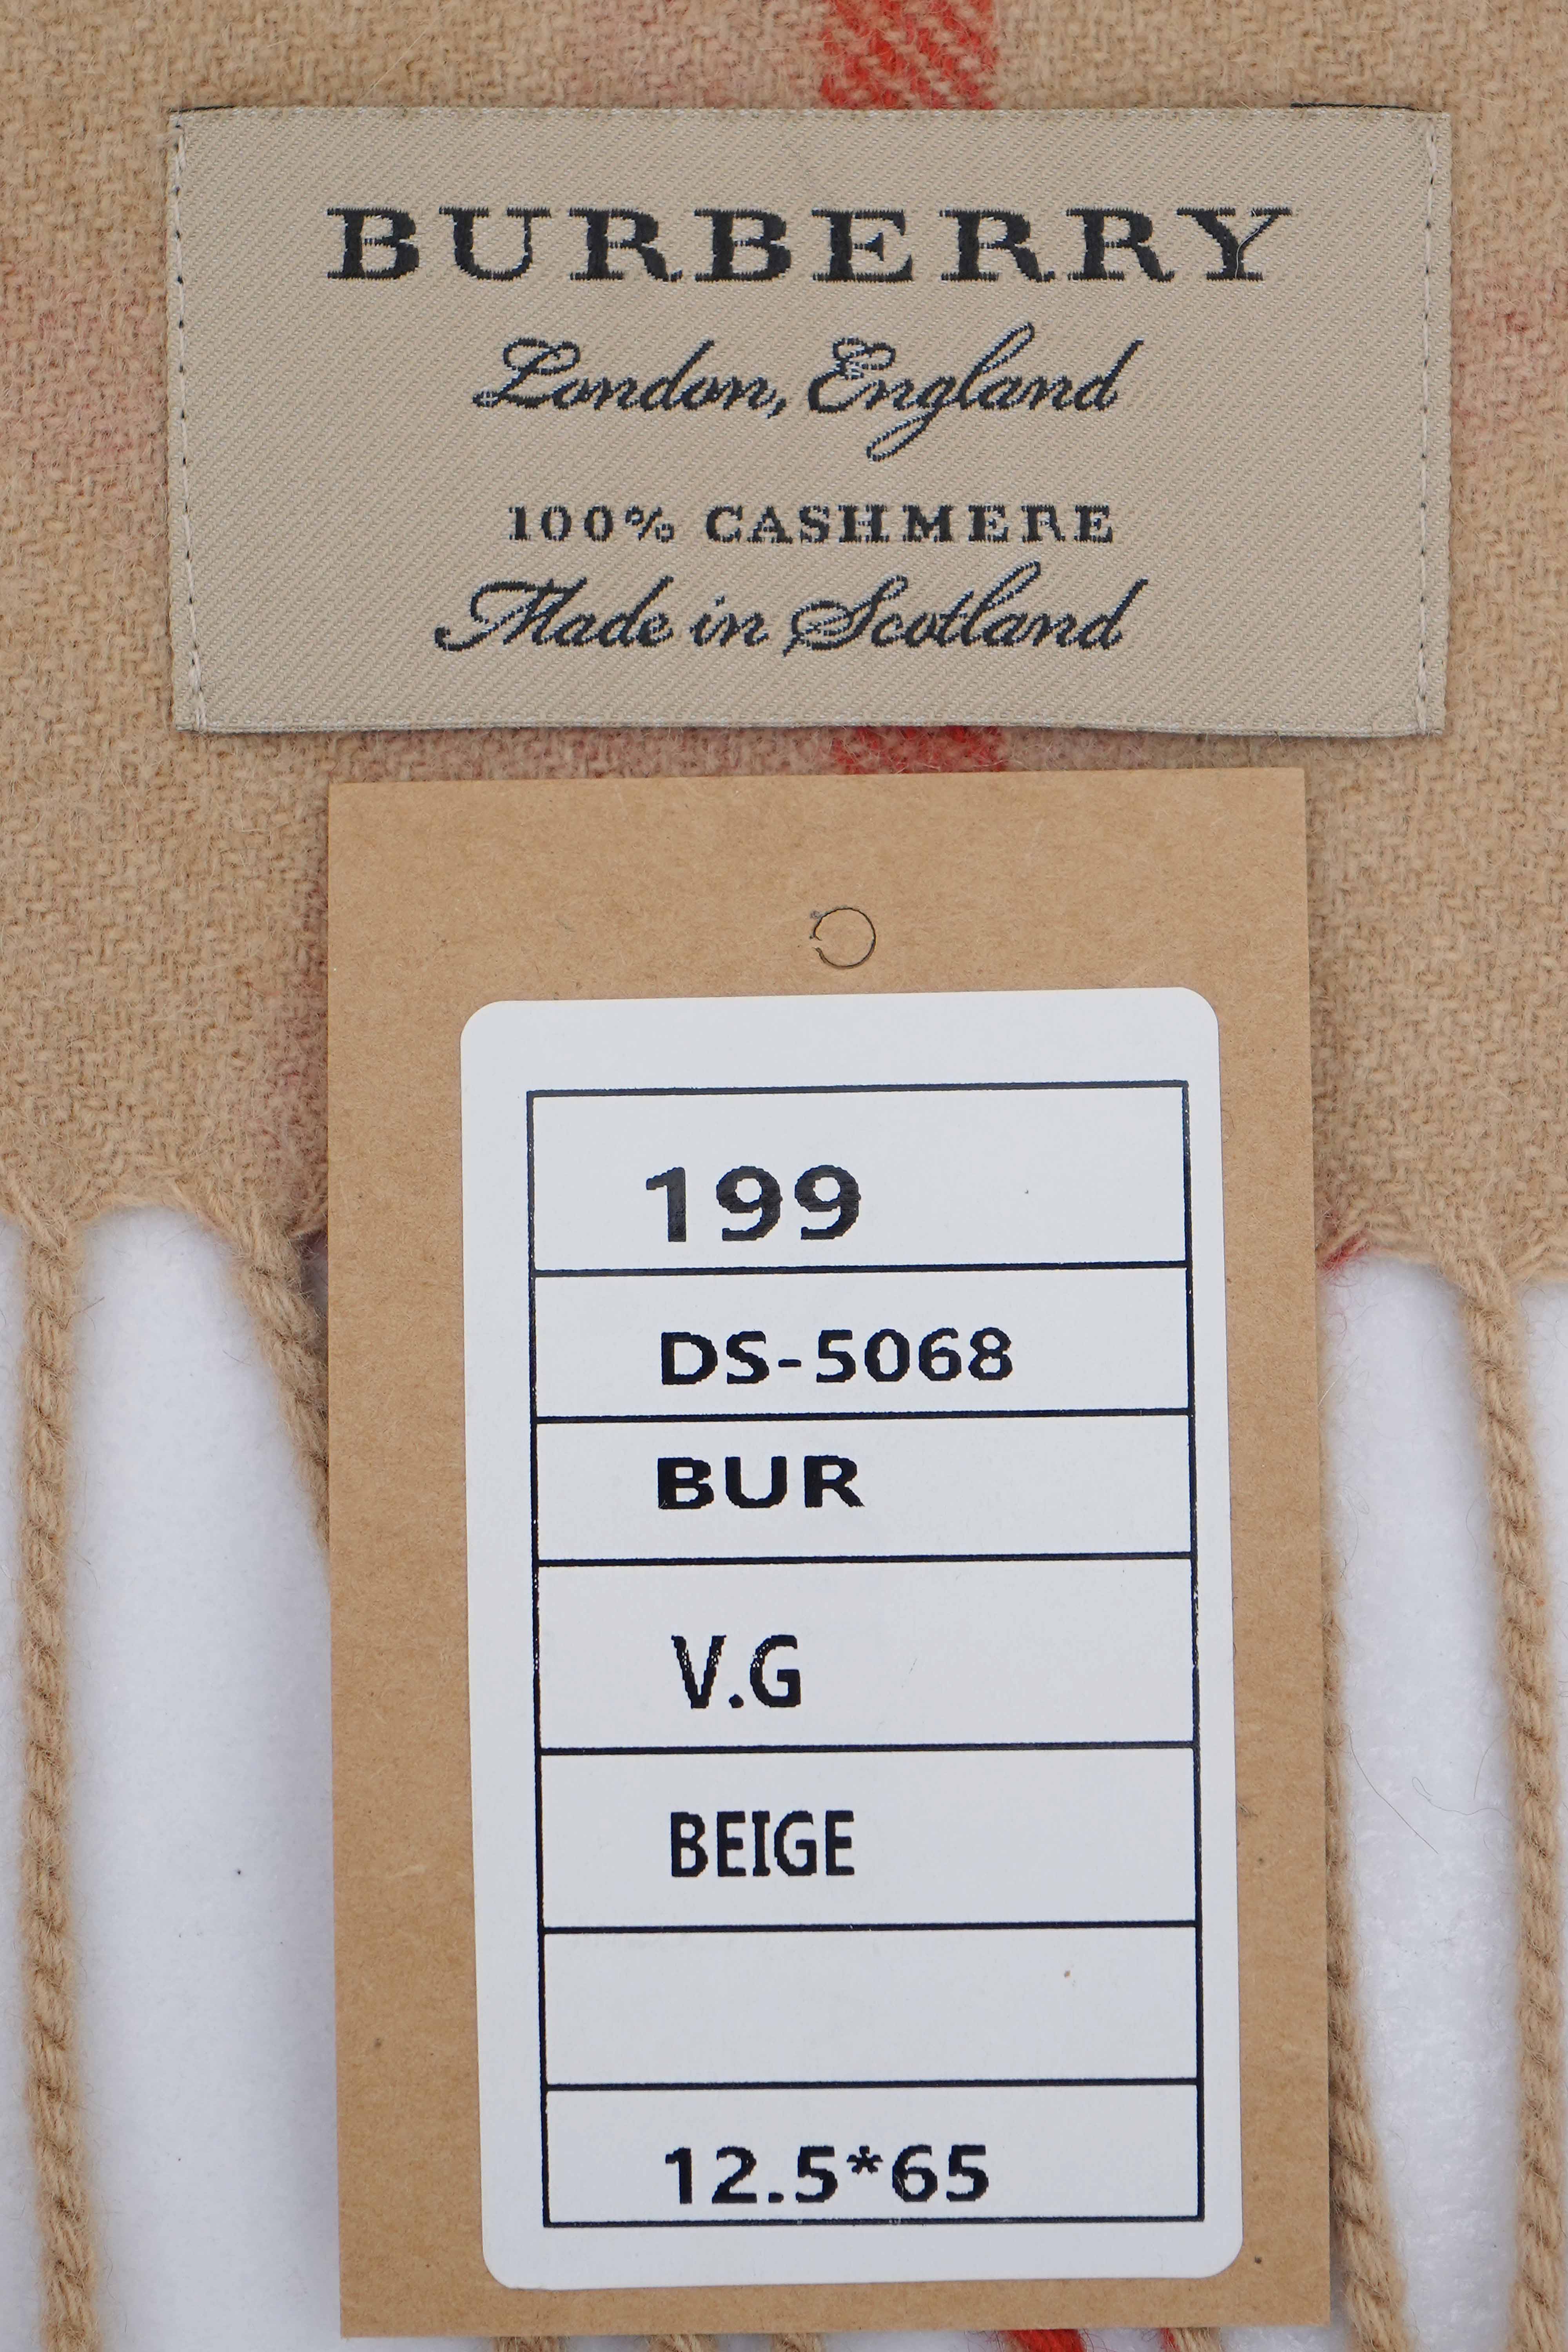 BURBERRY
London, England
100% CASHMERE
Made in Scotland
199
DS-5068
BUR
V.G
BEIGE
12.5*65